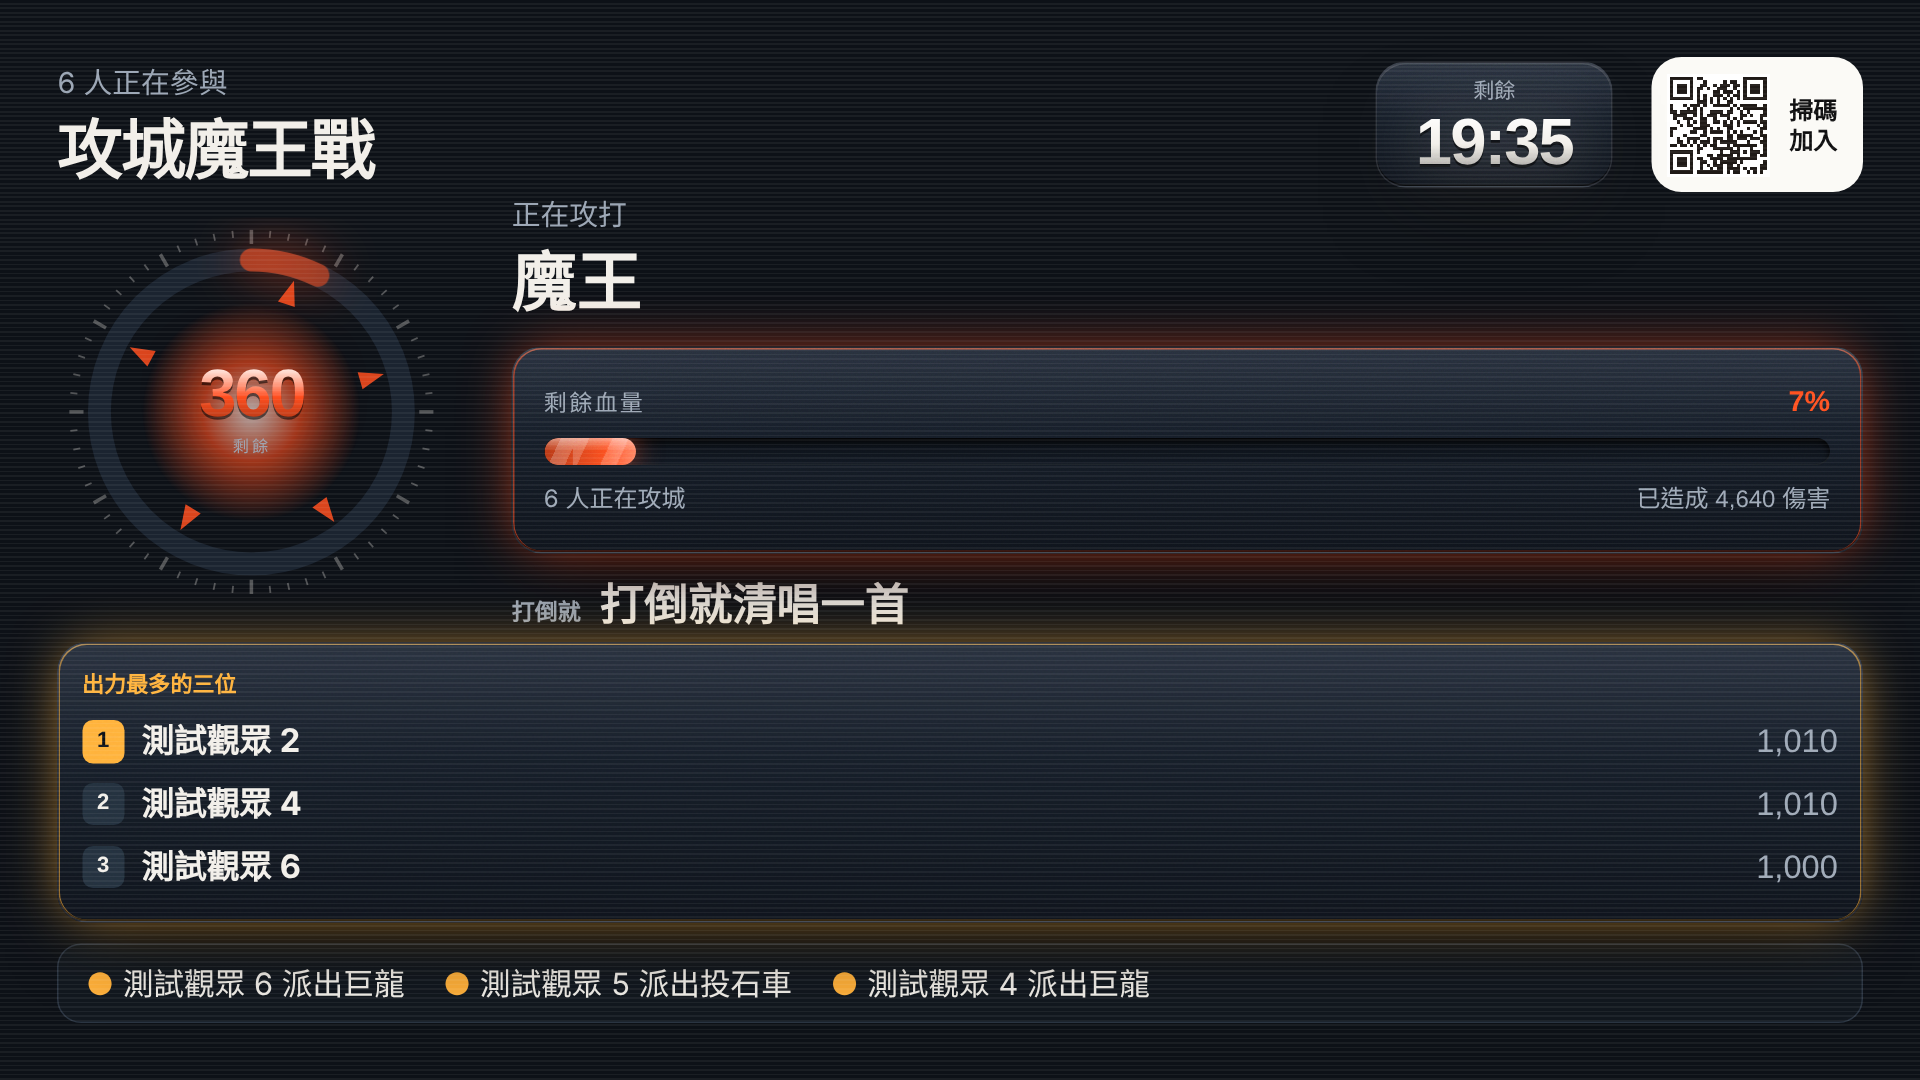 6 人正在參與
攻城魔王戰
剩餘
19:35
掃碼
加入
正在攻打
魔王
360
剩餘
剩餘血量
7%
6 人正在攻城
已造成 4,640 傷害
打倒就 打倒就清唱一首
出力最多的三位
1 測試觀眾 2 1,010
2 測試觀眾 4 1,010
3 測試觀眾 6 1,000
測試觀眾 6 派出巨龍 測試觀眾 5 派出投石車 測試觀眾 4 派出巨龍